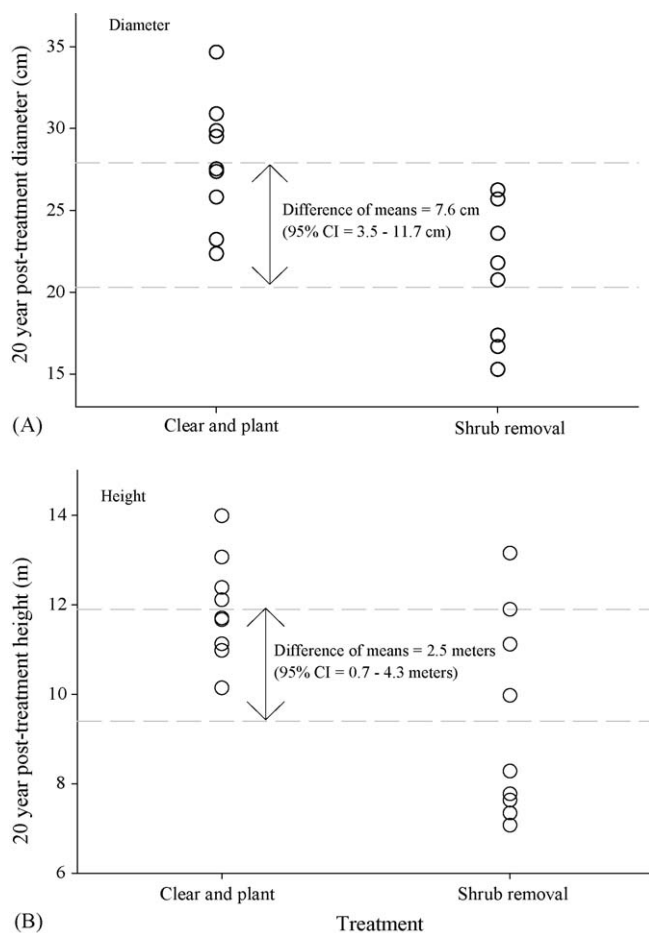 Diameter
35
30
25
20
15
20 year post-treatment diameter (cm)
Difference of means = 7.6 cm
(95% CI = 3.5 - 11.7 cm)
(A)
Clear and plant
Shrub removal
Height
14
12
10
8
6
20 year post-treatment height (m)
Difference of means = 2.5 meters
(95% CI = 0.7 - 4.3 meters)
Clear and plant
Shrub removal
(B)
Treatment